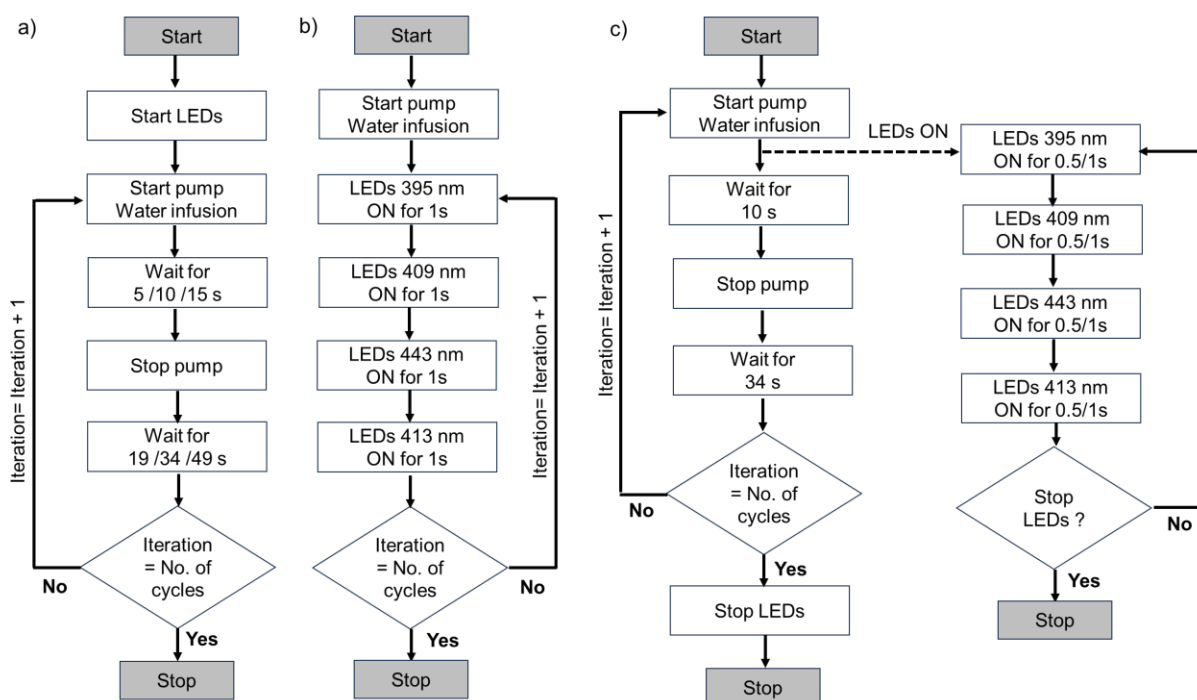 a)
Start
Start LEDs
Start pump
Water infusion
Wait for
5 /10 /15 s
Stop pump
Wait for
19 /34 /49 s
Iteration
= No. of
cycles
No
Yes
Stop
Iteration= Iteration + 1
b)
Start
Start pump
Water infusion
LEDs 395 nm
ON for 1s
LEDs 409 nm
ON for 1s
LEDs 443 nm
ON for 1s
LEDs 413 nm
ON for 1s
Iteration
= No. of
cycles
No
Yes
Stop
Iteration= Iteration + 1
c)
Start
Start pump
Water infusion
LEDs ON
Wait for
10 s
Stop pump
Wait for
34 s
Iteration
= No. of
cycles
No
Yes
Stop LEDs
Stop
Iteration= Iteration + 1
LEDs 395 nm
ON for 0.5/1s
LEDs 409 nm
ON for 0.5/1s
LEDs 443 nm
ON for 0.5/1s
LEDs 413 nm
ON for 0.5/1s
Stop
LEDs ?
No
Yes
Stop